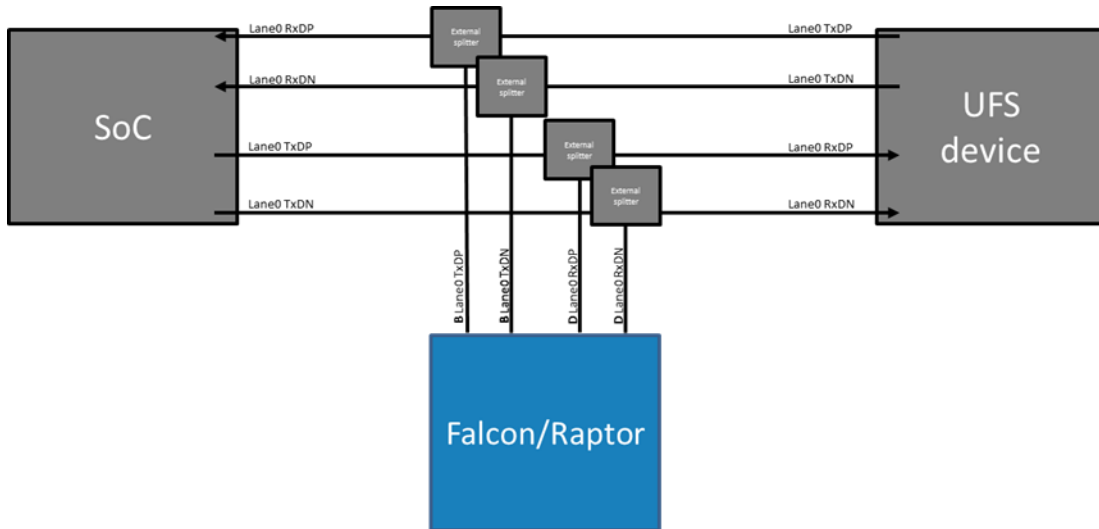 Lane0 RxDP
External
splitter
Lane0 TxDP
Lane0 RxDN
External
splitter
Lane0 TxDN
SoC
UFS
device
Lane0 TxDP
External
splitter
Lane0 RxDP
Lane0 TxDN
External
splitter
Lane0 RxDN
B Lane0 TxDP
B Lane0 TxDN
D Lane0 RxDP
D Lane0 RxDN
Falcon/Raptor